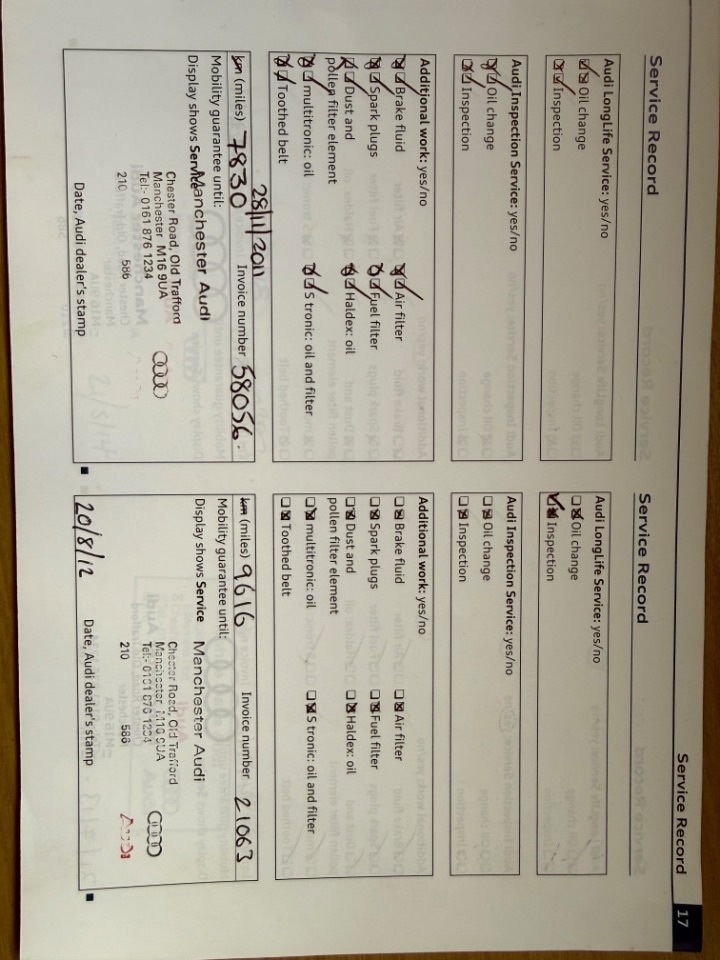 Service Record 17
Service Record
Audi LongLife Service: yes/no
Oil change
Inspection
Audi Inspection Service: yes/no
Oil change
Inspection
Additional work: yes/no
Brake fluid Air filter
Spark plugs Fuel filter
Dust and Haldex: oil
pollen filter element
multitronic: oil S tronic: oil and filter
Toothed belt
28/11/2011
km (miles) 7830 Invoice number 58056.
Mobility guarantee until:
Display shows Service Manchester Audi
Chester Road, Old Trafford
Manchester M16 9UA
Tel:- 0161 876 1234
210 586
Date, Audi dealer's stamp
Service Record
Audi LongLife Service: yes/no
Oil change
Inspection
Audi Inspection Service: yes/no
Oil change
Inspection
Additional work: yes/no
Brake fluid Air filter
Spark plugs Fuel filter
Dust and Haldex: oil
pollen filter element
multitronic: oil S tronic: oil and filter
Toothed belt
km (miles) 9616 Invoice number 21063
Mobility guarantee until:
Display shows Service Manchester Audi
Chester Road, Old Trafford
Manchester M16 9UA
Tel:- 0161 876 1234
210 586
Audi
20/8/12 Date, Audi dealer's stamp